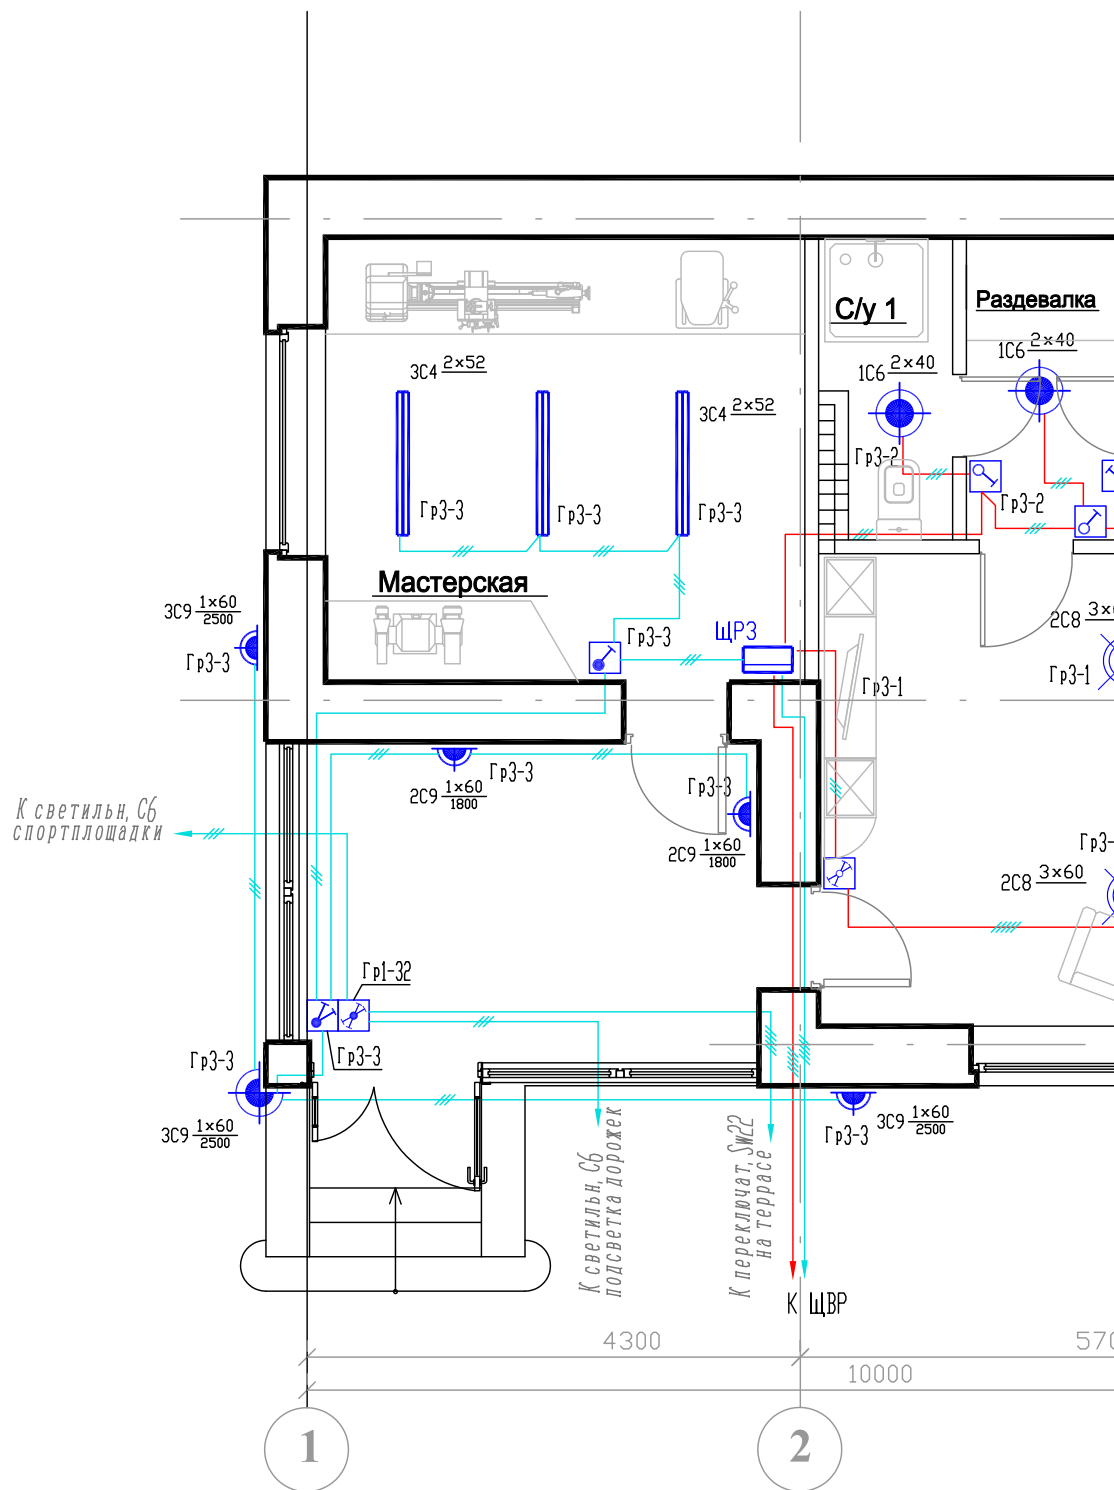 С/у 1
Раздевалка
1С6 2×40
1С6 2×40
3С4 2×52
3С4 2×52
Гр3-2
Гр3-2
Гр3-3
Гр3-3
Гр3-3
Мастерская
3С9 1×60
2500
Гр3-3
Гр3-3
ЩР3
2С8 3×
Гр3-1
Гр3-1
Гр3-3
2С9 1×60
1800
Гр3-3
2С9 1×60
1800
К светильн, С6
спортплощадки
Гр3-
2С8 3×60
Гр1-32
Гр3-3
Гр3-3
3С9 1×60
2500
3С9 1×60
2500
Гр3-3
К светильн, С6
подсветка дорожек
К переключат, Sw22
на террасе
К ЩВР
4300
570
10000
1
2